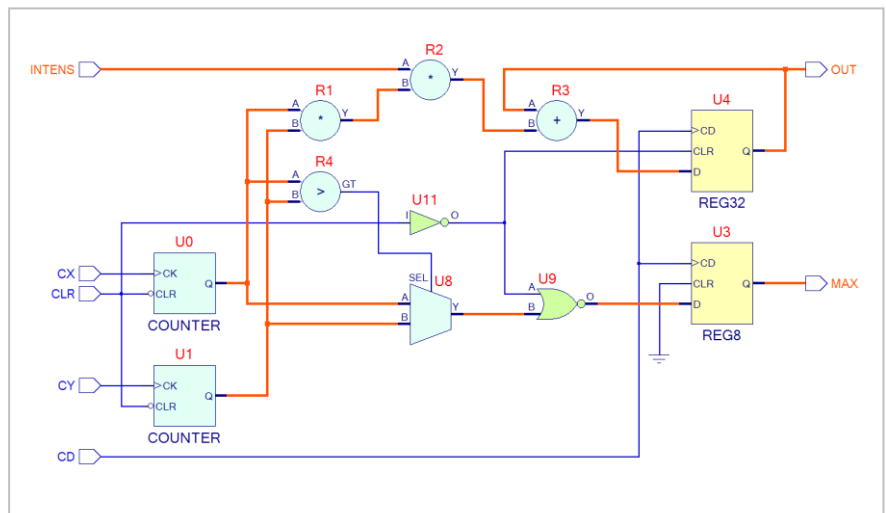 R2
INTENS
A
B
*
Y
OUT
R1
A
B
*
Y
R3
A
B
+
Y
U4
CD
CLR
D
Q
REG32
R4
A
B
>
GT
U11
I
O
U3
CD
CLR
D
Q
MAX
REG8
U0
CX
CLR
CK
CLR
Q
COUNTER
SEL
U8
A
B
Y
U9
A
B
O
U1
CY
CK
CLR
Q
COUNTER
CD